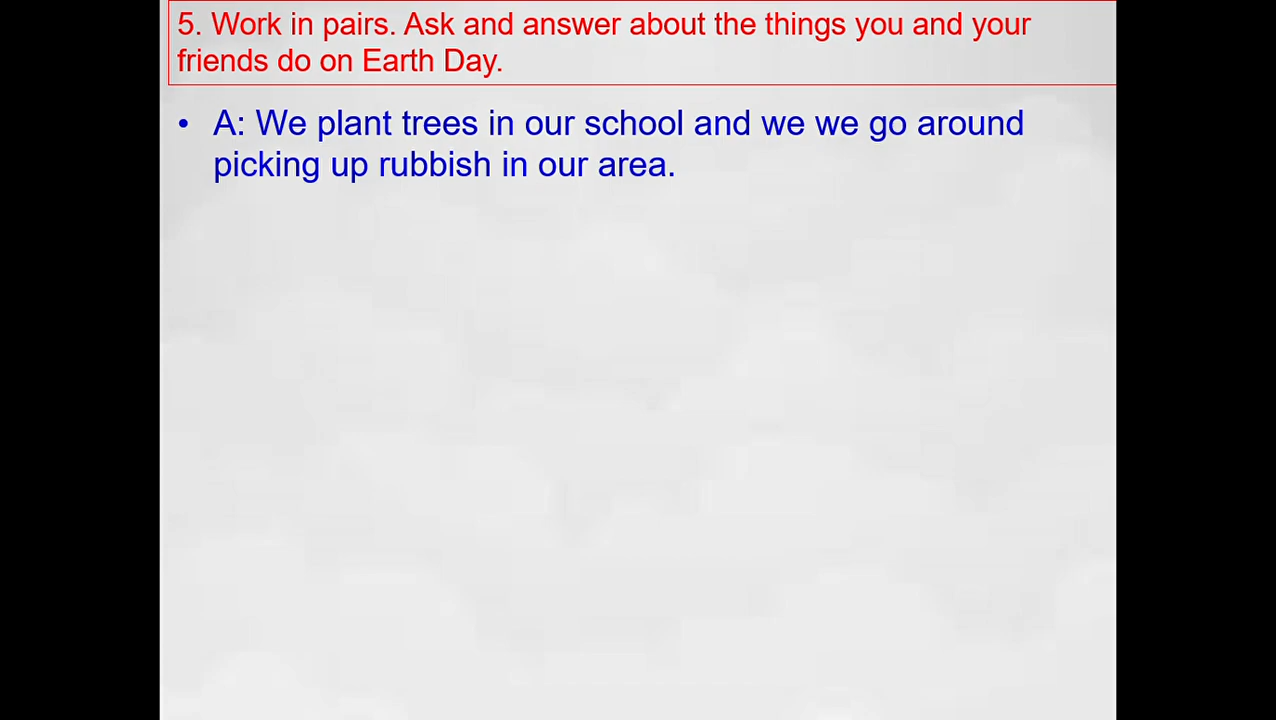 5. Work in pairs. Ask and answer about the things you and your
friends do on Earth Day.
• A: We plant trees in our school and we we go around
picking up rubbish in our area.